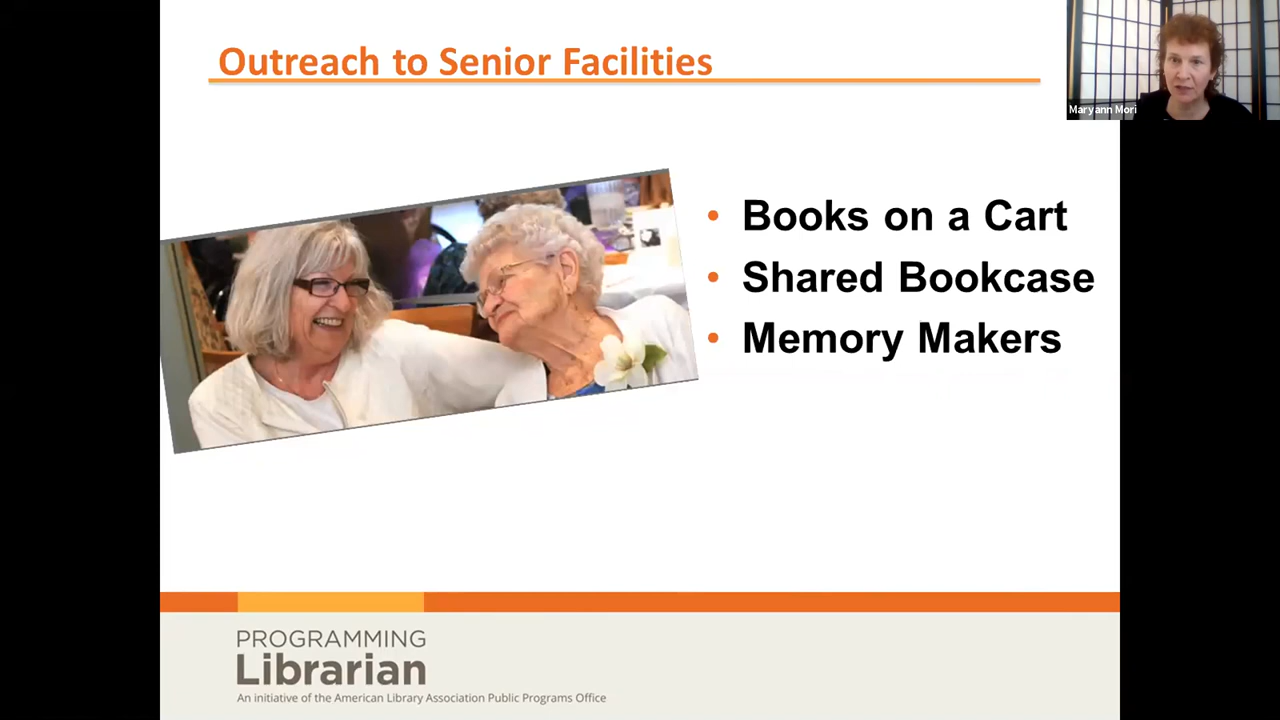 Outreach to Senior Facilities
Maryann Mori
• Books on a Cart
• Shared Bookcase
• Memory Makers
PROGRAMMING
Librarian
An initiative of the American Library Association Public Programs Office